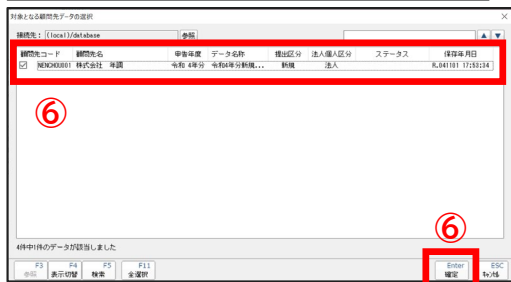 対象となる顧問先データの選択
接続先: (local)/database 参照 ▲ ▼
顧問先コード 顧問先名 申告年度 データ名称 提出区分 法人個人区分 ステータス 保存年月日
NENCHOU001 株式会社 年調 令和 4年分 令和4年分新規... 新規 法人 R.041101 17:53:34
⑥
⑥
4件中1件のデータが該当しました
F3 F4 F5 F11 Enter ESC
参照 表示切替 検索 全選択 確定 キャンセル